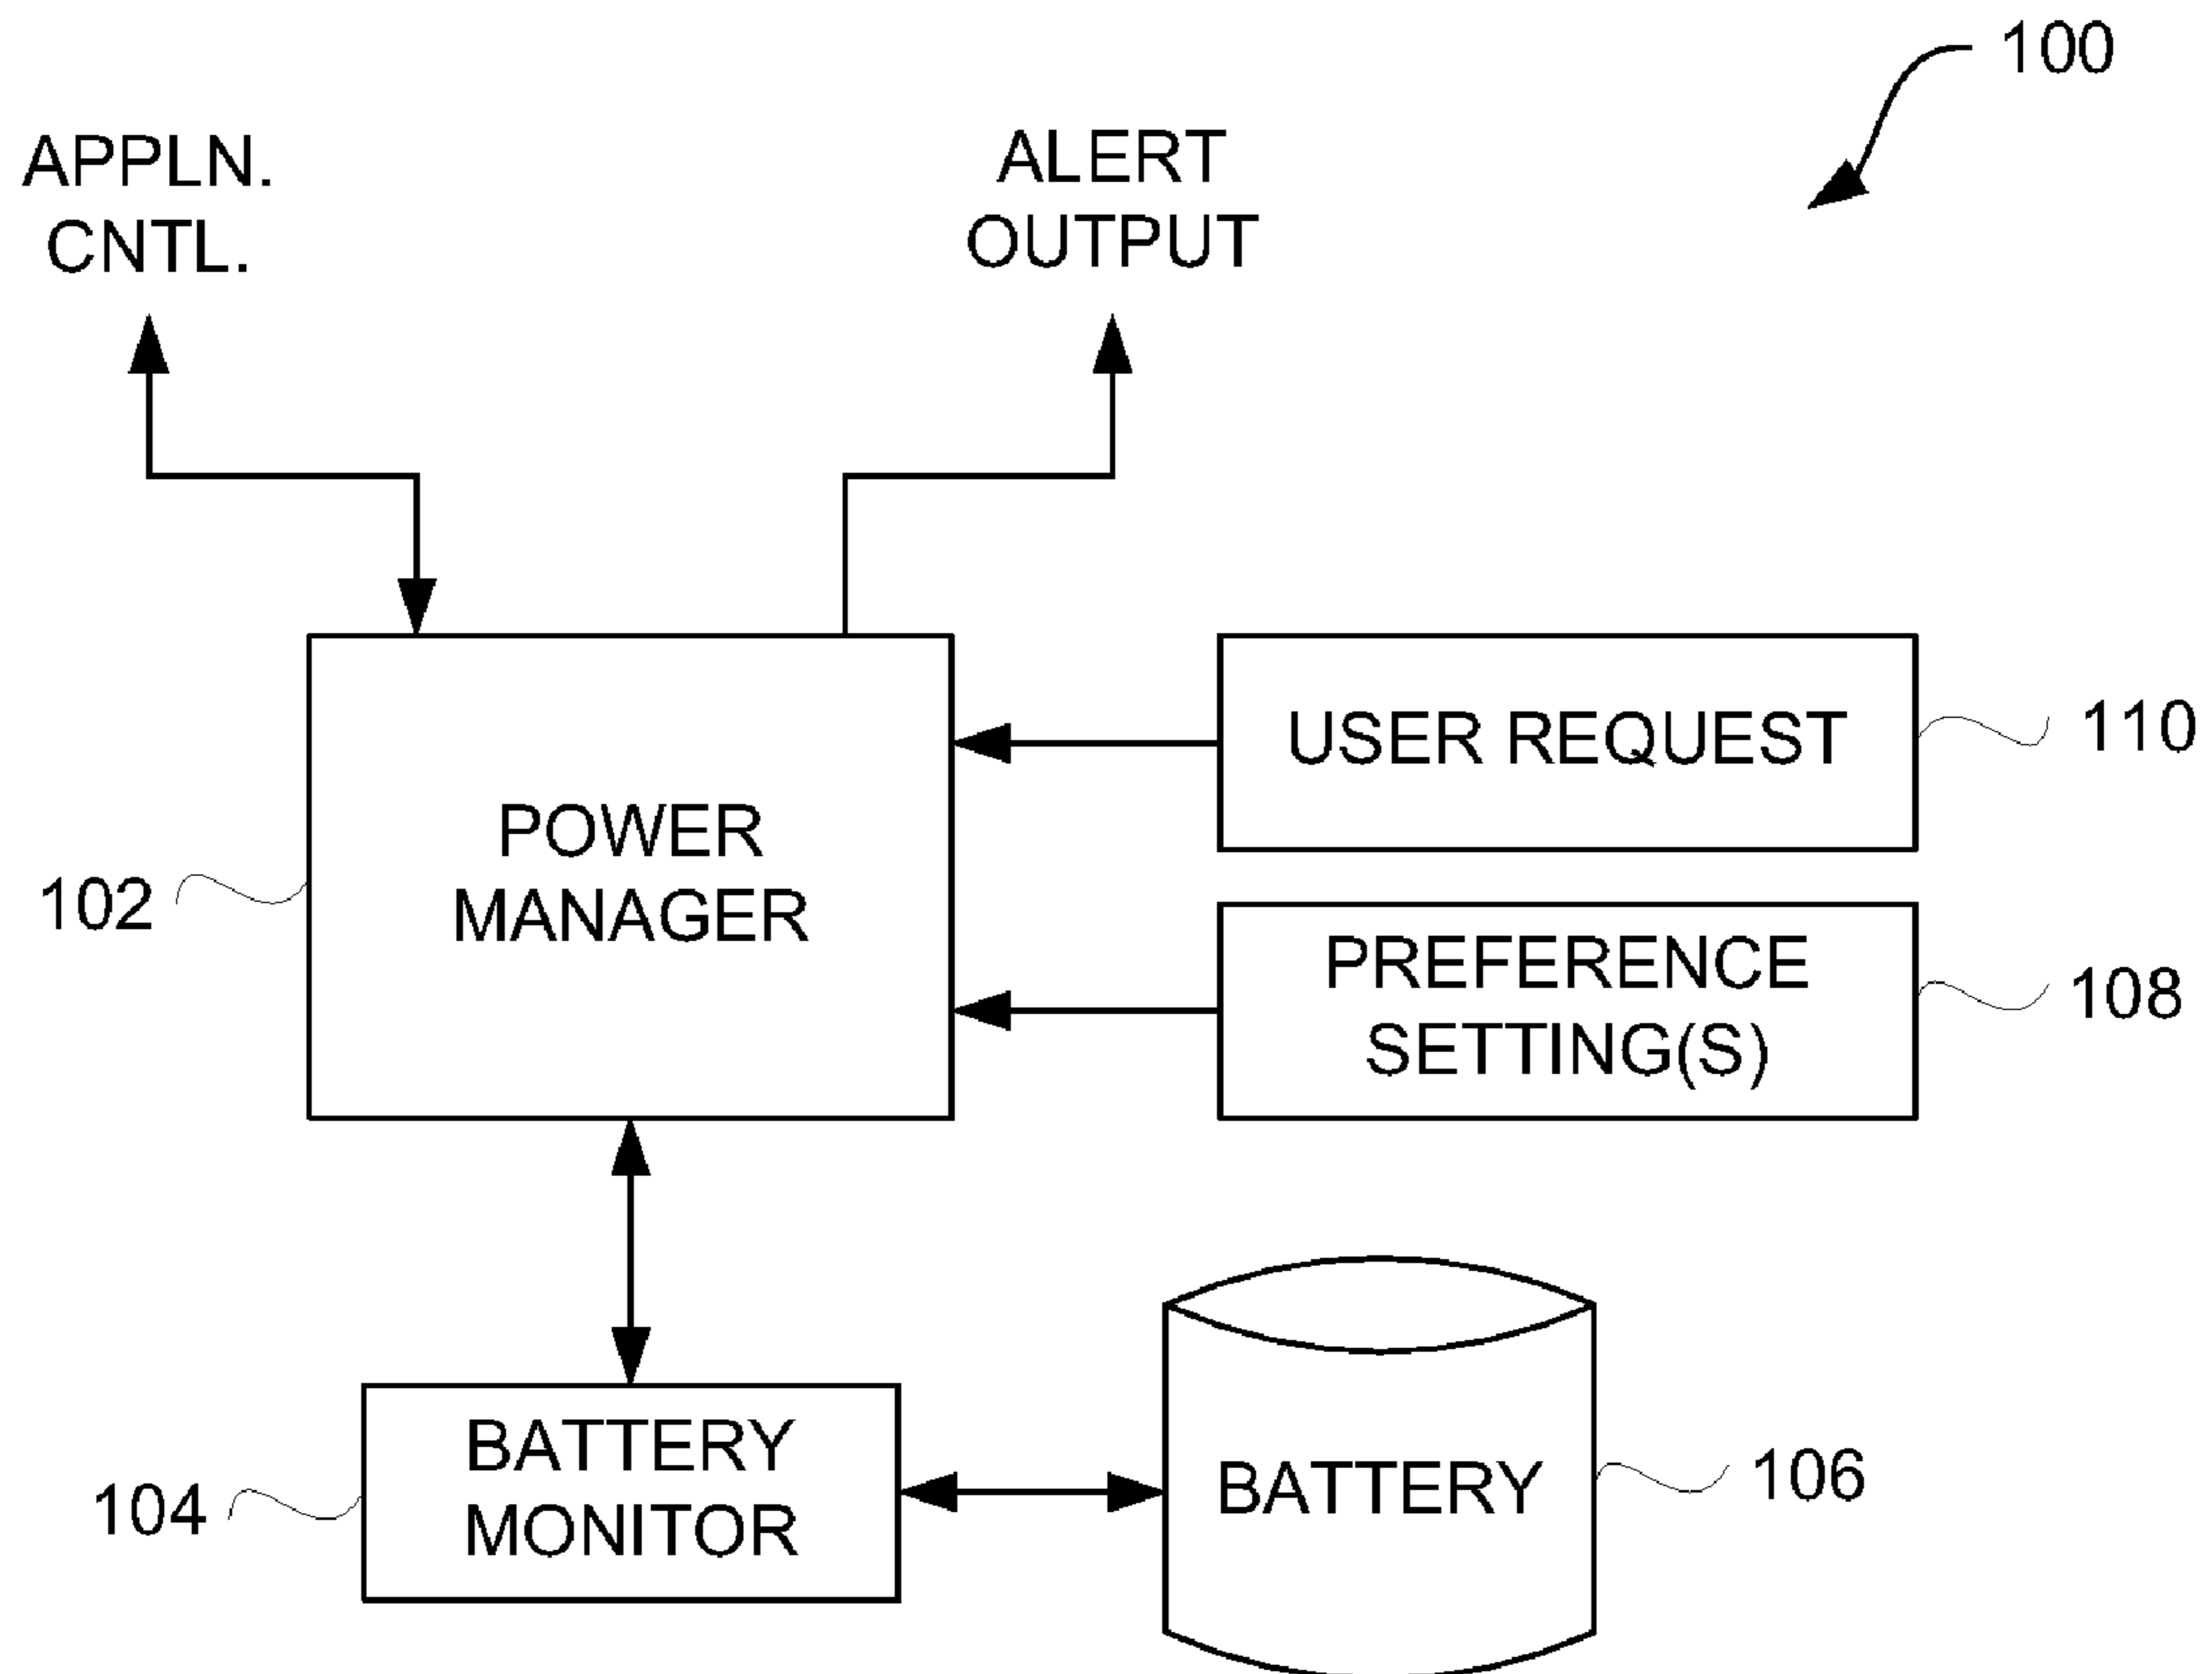 100
APPLN.
CNTL.
ALERT
OUTPUT
USER REQUEST
110
POWER
MANAGER
102
PREFERENCE
SETTING(S)
108
BATTERY
MONITOR
104
BATTERY
106